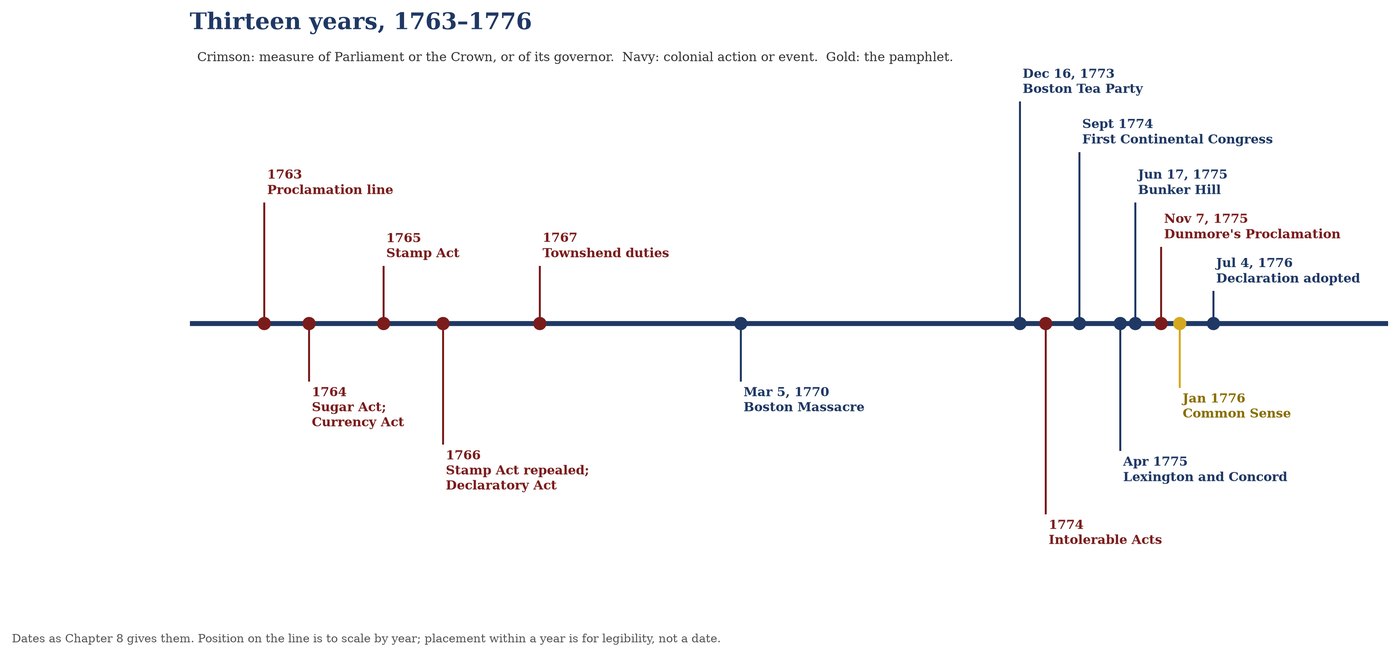 Thirteen years, 1763–1776
Crimson: measure of Parliament or the Crown, or of its governor.  Navy: colonial action or event.  Gold: the pamphlet.
Dec 16, 1773
Boston Tea Party
Sept 1774
First Continental Congress
1763
Proclamation line
Jun 17, 1775
Bunker Hill
Nov 7, 1775
Dunmore's Proclamation
1765
Stamp Act
1767
Townshend duties
Jul 4, 1776
Declaration adopted
1764
Sugar Act;
Currency Act
Mar 5, 1770
Boston Massacre
Jan 1776
Common Sense
1766
Stamp Act repealed;
Declaratory Act
Apr 1775
Lexington and Concord
1774
Intolerable Acts
Dates as Chapter 8 gives them. Position on the line is to scale by year; placement within a year is for legibility, not a date.